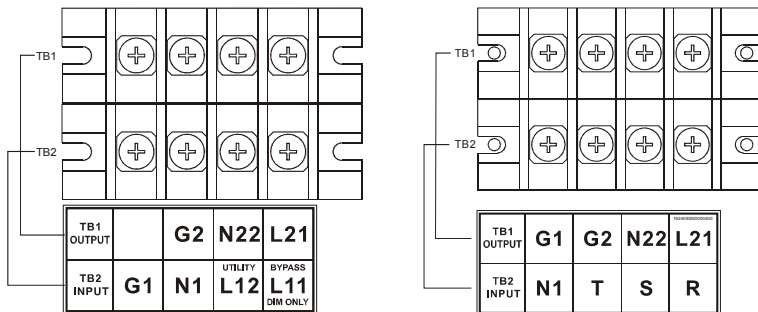 TB1
TB2
TB1 OUTPUT G2 N22 L21
TB2 INPUT G1 N1 UTILITY L12 BYPASS L11 DIM ONLY
TB1
TB2
TB1 OUTPUT G1 G2 N22 L21
TB2 INPUT N1 T S R